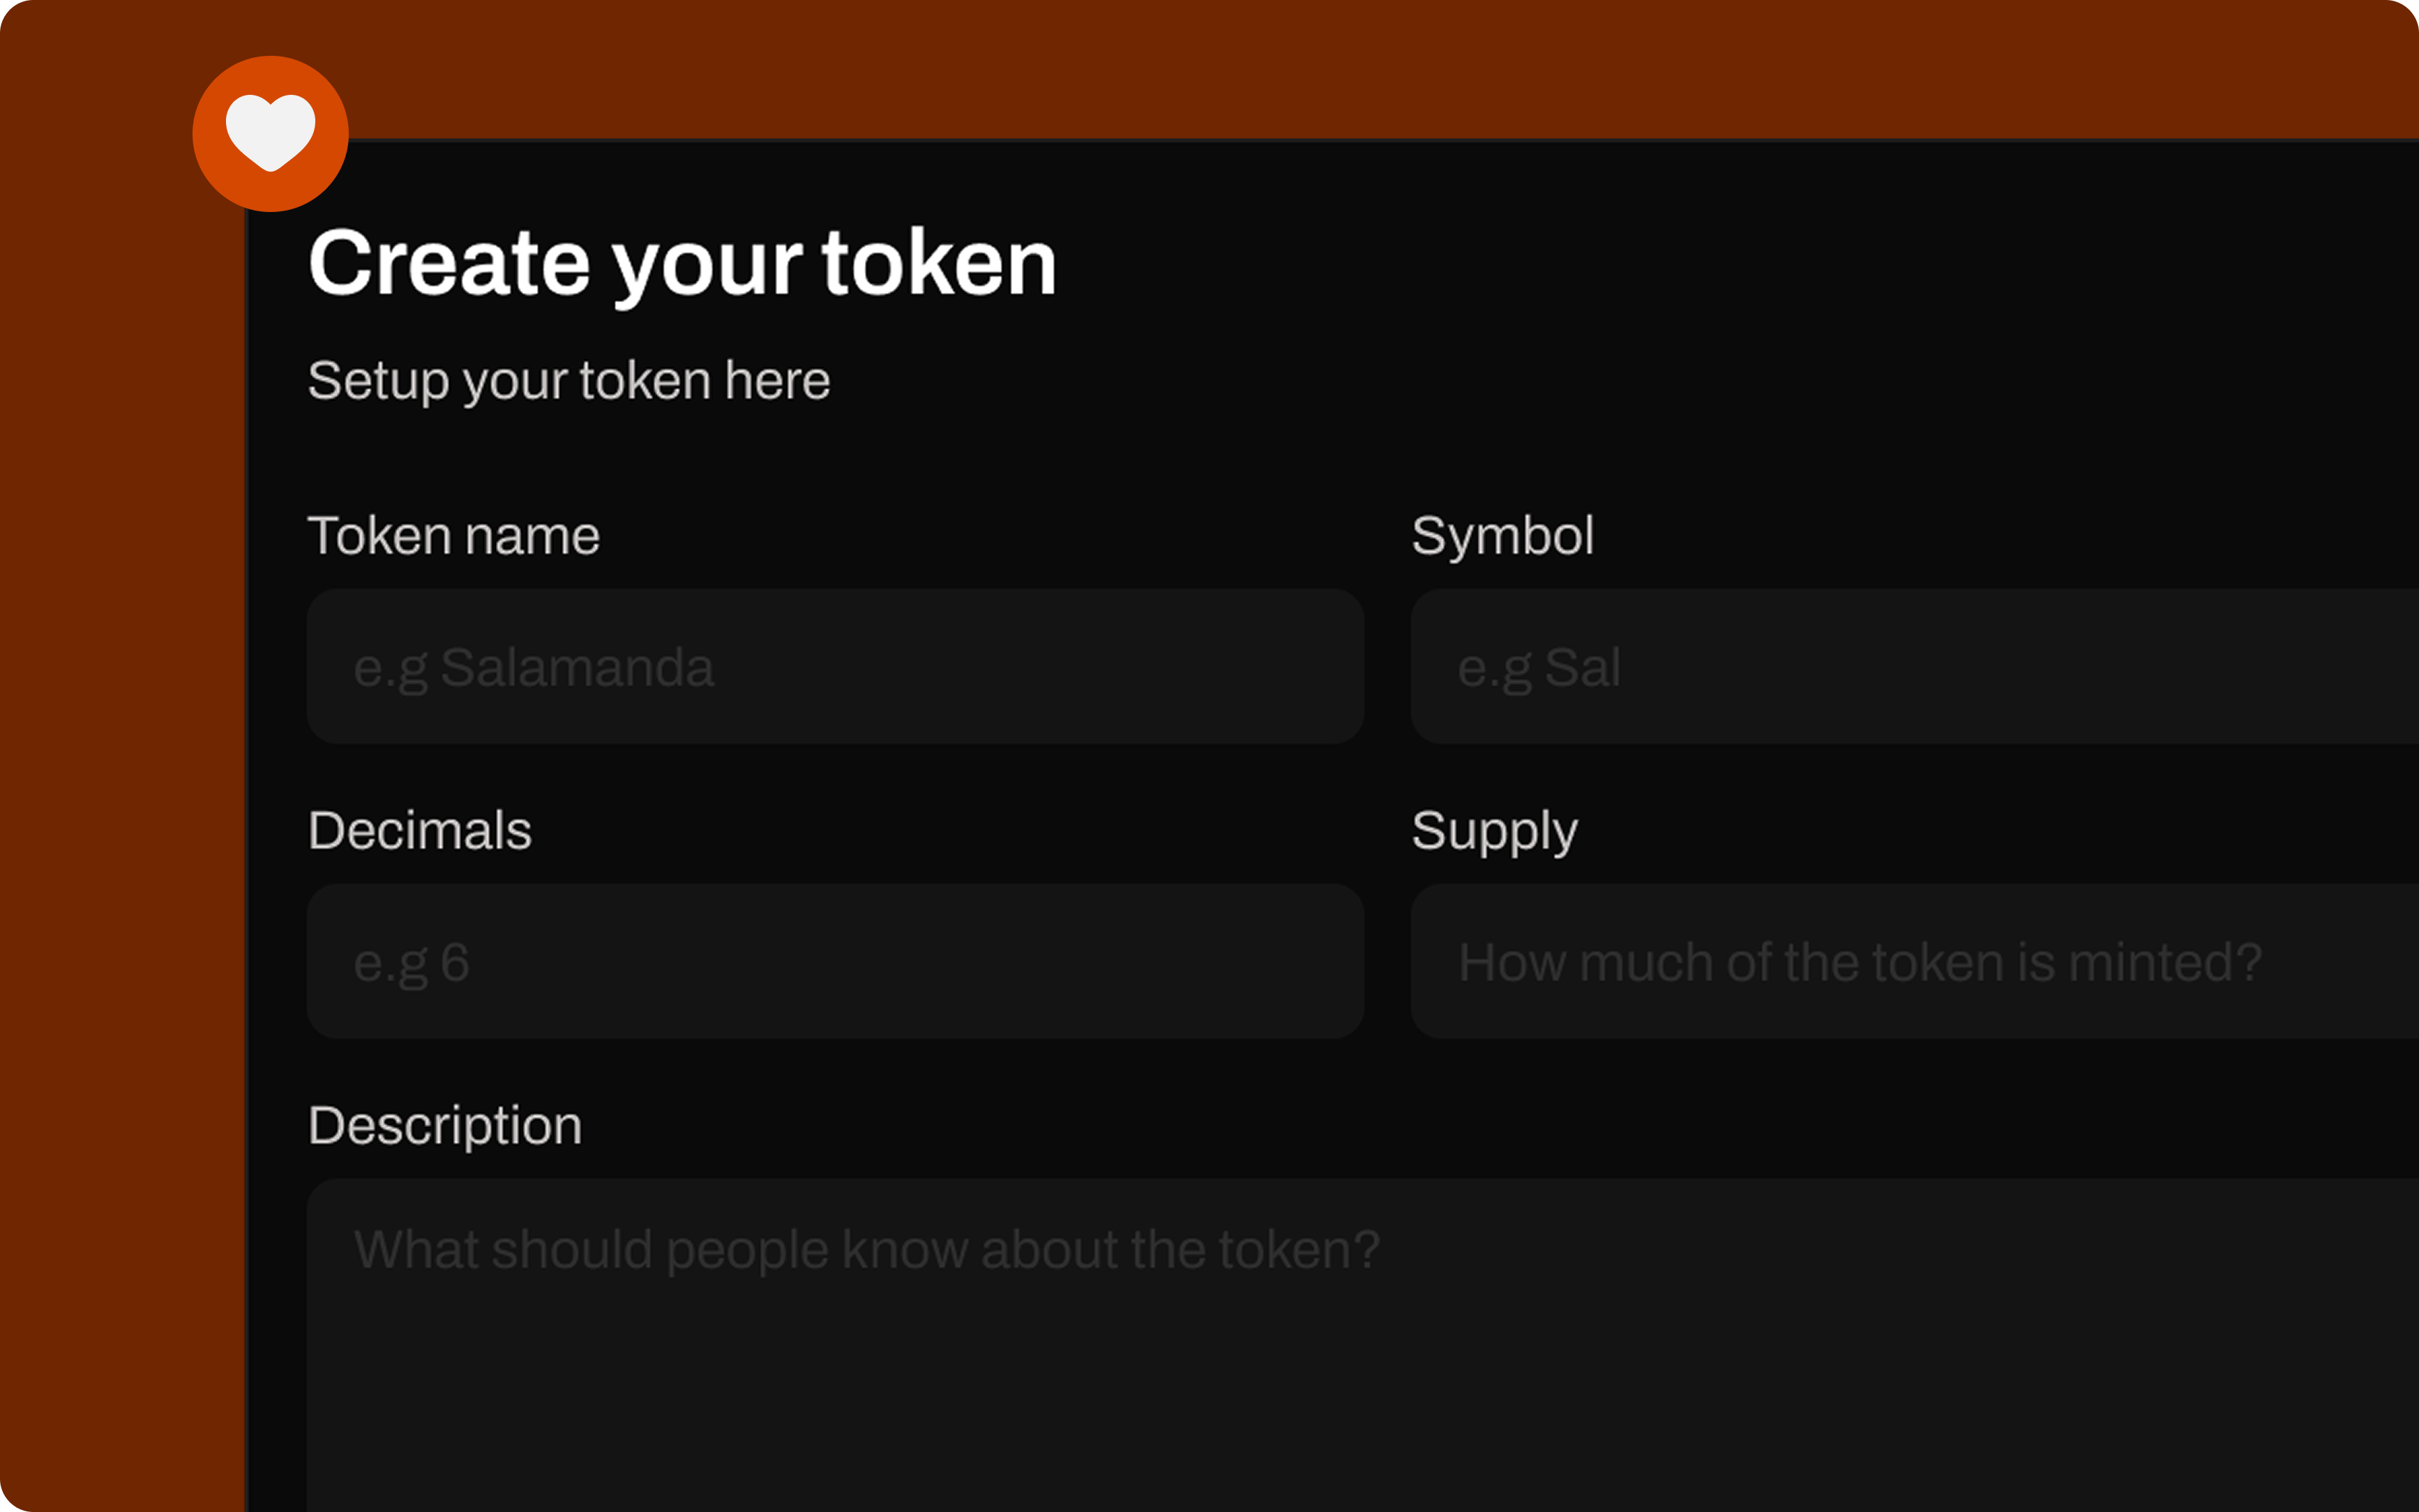 Create your token
Setup your token here
Token name
Symbol
e.g Salamanda
e.g Sal
Decimals
Supply
e.g 6
How much of the token is minted?
Description
What should people know about the token?